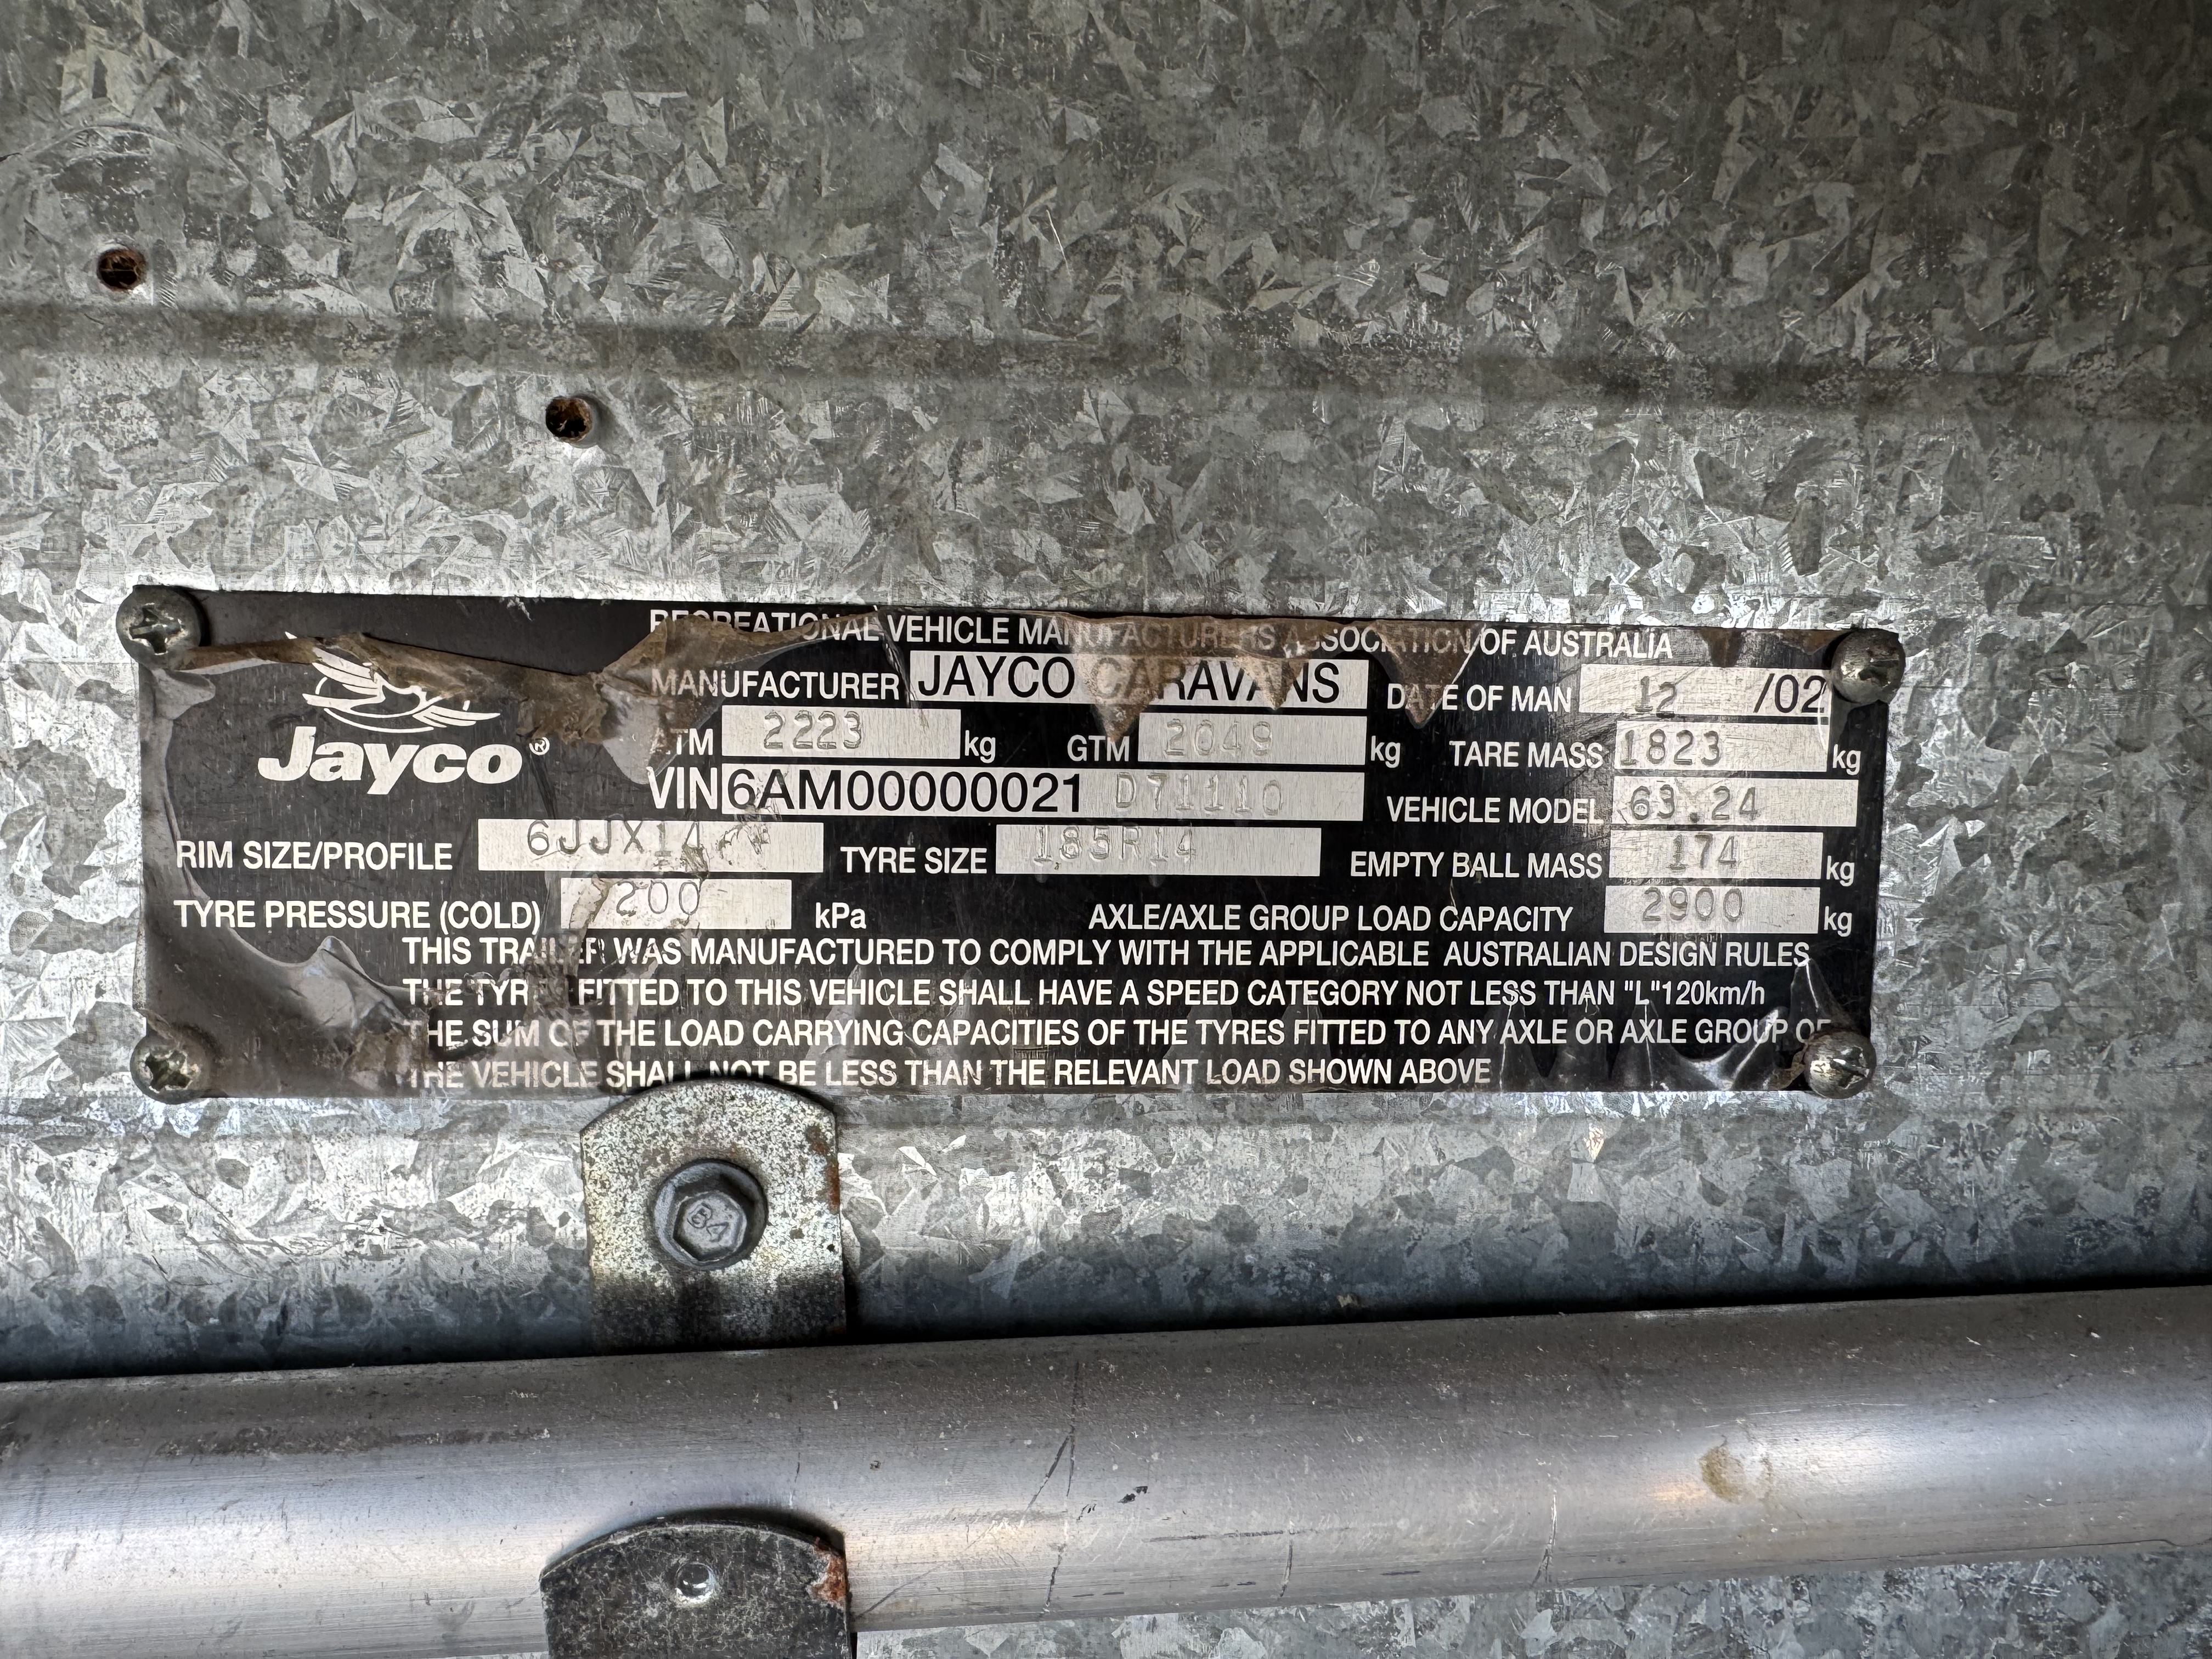 RECREATIONAL VEHICLE MANUFACTURERS ASSOCIATION OF AUSTRALIA
Jayco®
MANUFACTURER JAYCO CARAVANS DATE OF MAN 12 /02
ATM 2223 kg GTM 2049 kg TARE MASS 1823 kg
VIN 6AM00000021 D71110 VEHICLE MODEL 63.24
RIM SIZE/PROFILE 6JJX14 TYRE SIZE 185R14 EMPTY BALL MASS 174 kg
TYRE PRESSURE (COLD) 200 kPa AXLE/AXLE GROUP LOAD CAPACITY 2900 kg
THIS TRAILER WAS MANUFACTURED TO COMPLY WITH THE APPLICABLE AUSTRALIAN DESIGN RULES
THE TYR FITTED TO THIS VEHICLE SHALL HAVE A SPEED CATEGORY NOT LESS THAN "L"120km/h
THE SUM OF THE LOAD CARRYING CAPACITIES OF THE TYRES FITTED TO ANY AXLE OR AXLE GROUP OF
THE VEHICLE SHALL NOT BE LESS THAN THE RELEVANT LOAD SHOWN ABOVE